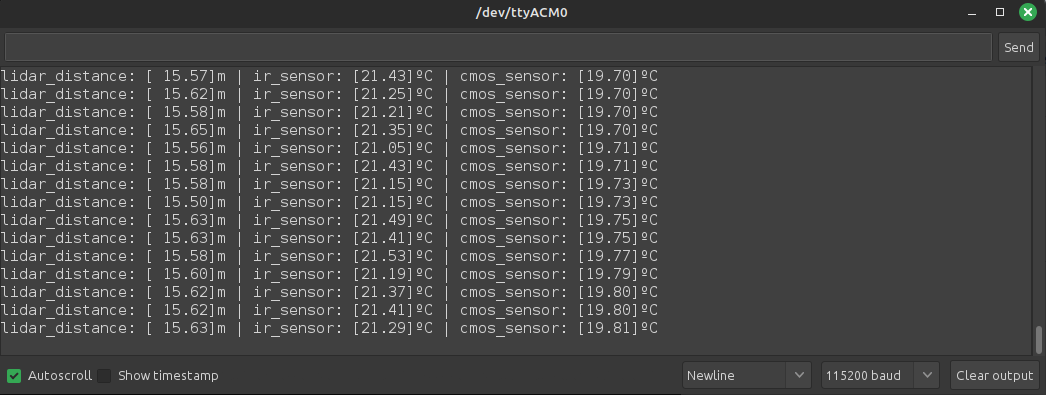 /dev/ttyACM0
Send
lidar_distance: [ 15.57]m | ir_sensor: [21.43]ºC | cmos_sensor: [19.70]ºC
lidar_distance: [ 15.62]m | ir_sensor: [21.25]ºC | cmos_sensor: [19.70]ºC
lidar_distance: [ 15.58]m | ir_sensor: [21.21]ºC | cmos_sensor: [19.70]ºC
lidar_distance: [ 15.65]m | ir_sensor: [21.35]ºC | cmos_sensor: [19.70]ºC
lidar_distance: [ 15.56]m | ir_sensor: [21.05]ºC | cmos_sensor: [19.71]ºC
lidar_distance: [ 15.58]m | ir_sensor: [21.43]ºC | cmos_sensor: [19.71]ºC
lidar_distance: [ 15.58]m | ir_sensor: [21.15]ºC | cmos_sensor: [19.73]ºC
lidar_distance: [ 15.50]m | ir_sensor: [21.15]ºC | cmos_sensor: [19.73]ºC
lidar_distance: [ 15.63]m | ir_sensor: [21.49]ºC | cmos_sensor: [19.75]ºC
lidar_distance: [ 15.63]m | ir_sensor: [21.41]ºC | cmos_sensor: [19.75]ºC
lidar_distance: [ 15.58]m | ir_sensor: [21.53]ºC | cmos_sensor: [19.77]ºC
lidar_distance: [ 15.60]m | ir_sensor: [21.19]ºC | cmos_sensor: [19.79]ºC
lidar_distance: [ 15.62]m | ir_sensor: [21.37]ºC | cmos_sensor: [19.80]ºC
lidar_distance: [ 15.62]m | ir_sensor: [21.41]ºC | cmos_sensor: [19.80]ºC
lidar_distance: [ 15.63]m | ir_sensor: [21.29]ºC | cmos_sensor: [19.81]ºC
Autoscroll Show timestamp Newline 115200 baud Clear output